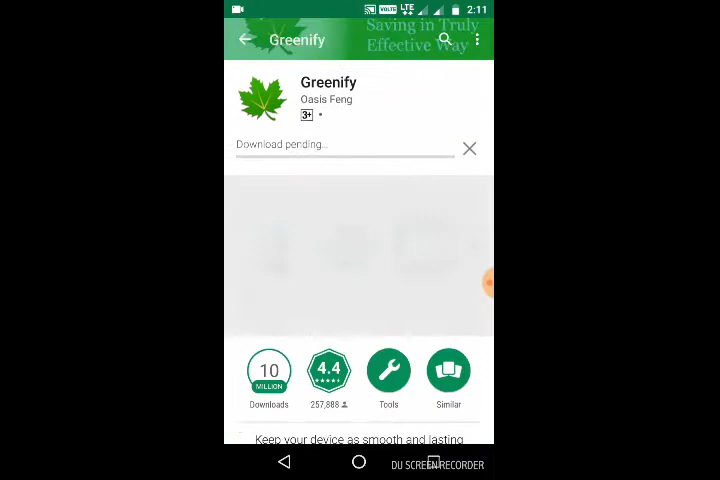 VOLTE LTE 2:11
Saving in Truly
Effective Way
Greenify
Greenify
Oasis Feng
3+ •
Download pending...
10
MILLION
4.4
Downloads
257,888
Tools
Similar
Keep your device as smooth and lasting
DU SCREEN RECORDER